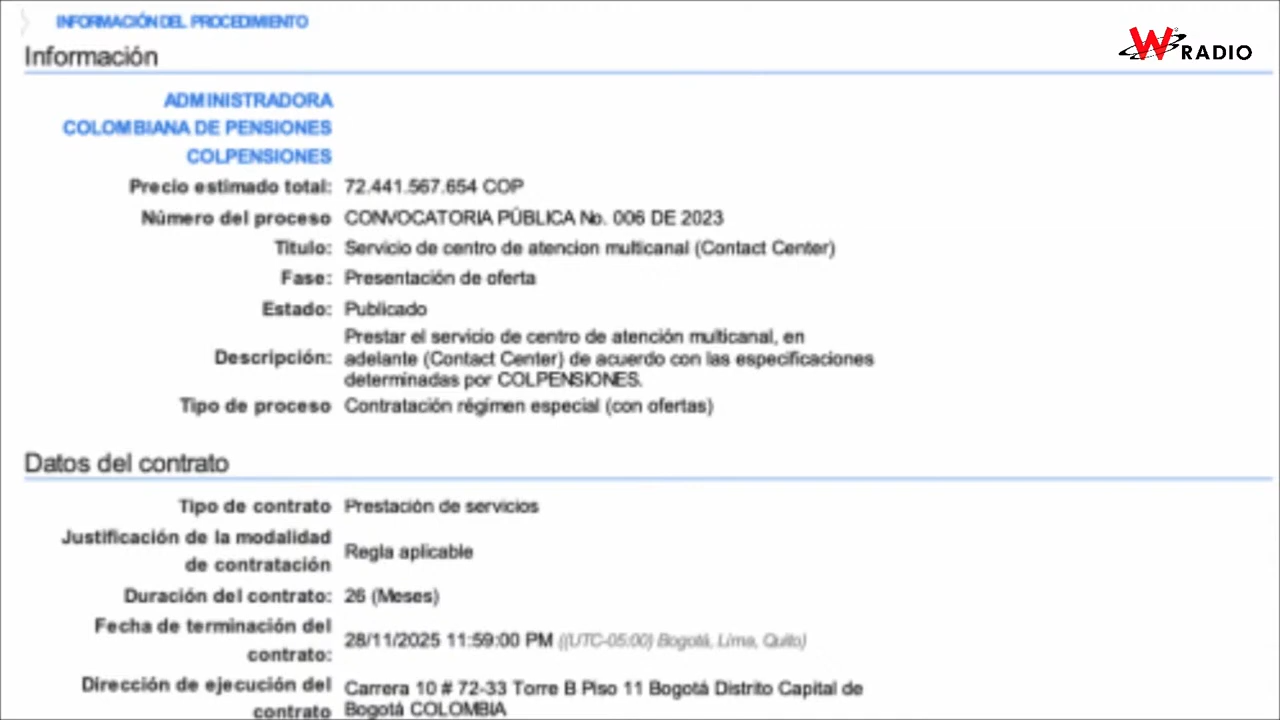 INFORMACIÓN DEL PROCEDIMIENTO
W RADIO
Información
ADMINISTRADORA
COLOMBIANA DE PENSIONES
COLPENSIONES
Precio estimado total: 72.441.567.654 COP
Número del proceso CONVOCATORIA PÚBLICA No. 006 DE 2023
Título: Servicio de centro de atencion multicanal (Contact Center)
Fase: Presentación de oferta
Estado: Publicado
Descripción: Prestar el servicio de centro de atención multicanal, en
adelante (Contact Center) de acuerdo con las especificaciones
determinadas por COLPENSIONES.
Tipo de proceso Contratación régimen especial (con ofertas)
Datos del contrato
Tipo de contrato Prestación de servicios
Justificación de la modalidad
de contratación Regla aplicable
Duración del contrato: 26 (Meses)
Fecha de terminación del
contrato: 28/11/2025 11:59:00 PM ((UTC-05:00) Bogotá, Lima, Quito)
Dirección de ejecución del Carrera 10 # 72-33 Torre B Piso 11 Bogotá Distrito Capital de
contrato Bogotá COLOMBIA